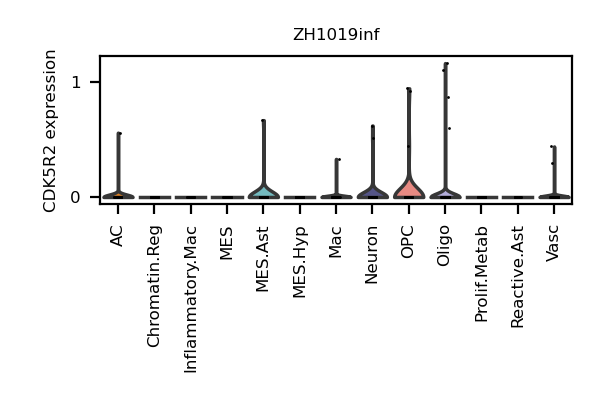 ZH1019inf
CDK5R2 expression
1
0
AC
Chromatin.Reg
Inflammatory.Mac
MES
MES.Ast
MES.Hyp
Mac
Neuron
OPC
Oligo
Prolif.Metab
Reactive.Ast
Vasc